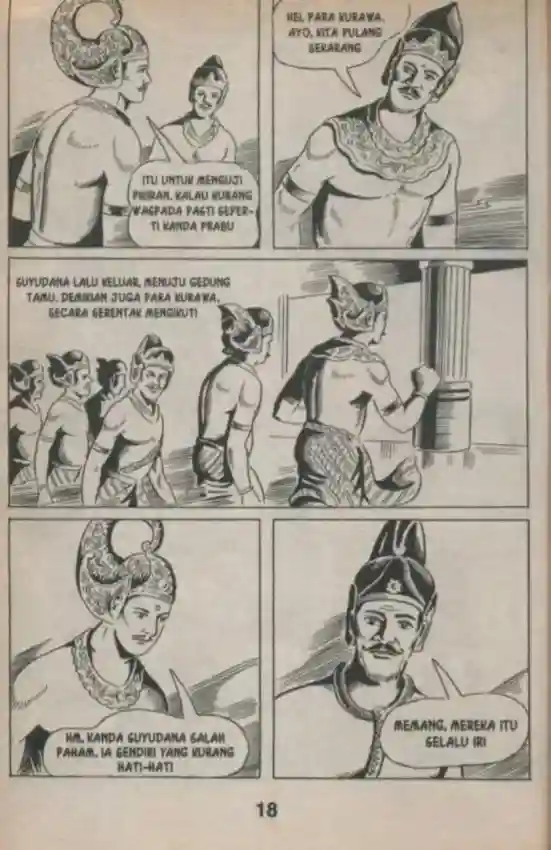 ITU UNTUK MENGUJI
PIKIRAN. KALAU KURANG
WASPADA PASTI SEPER-
TI KANDA PRABU
HEI, PARA KURAWA.
AYO, KITA PULANG
SEKARANG
SUYUDANA LALU KELUAR, MENUJU GEDUNG
TAMU. DEMIKIAN JUGA PARA KURAWA,
SECARA SERENTAK MENGIKUTI
HM, KANDA SUYUDANA SALAH
PAHAM. IA SENDIRI YANG KURANG
HATI-HATI
MEMANG, MEREKA ITU
SELALU IRI
18